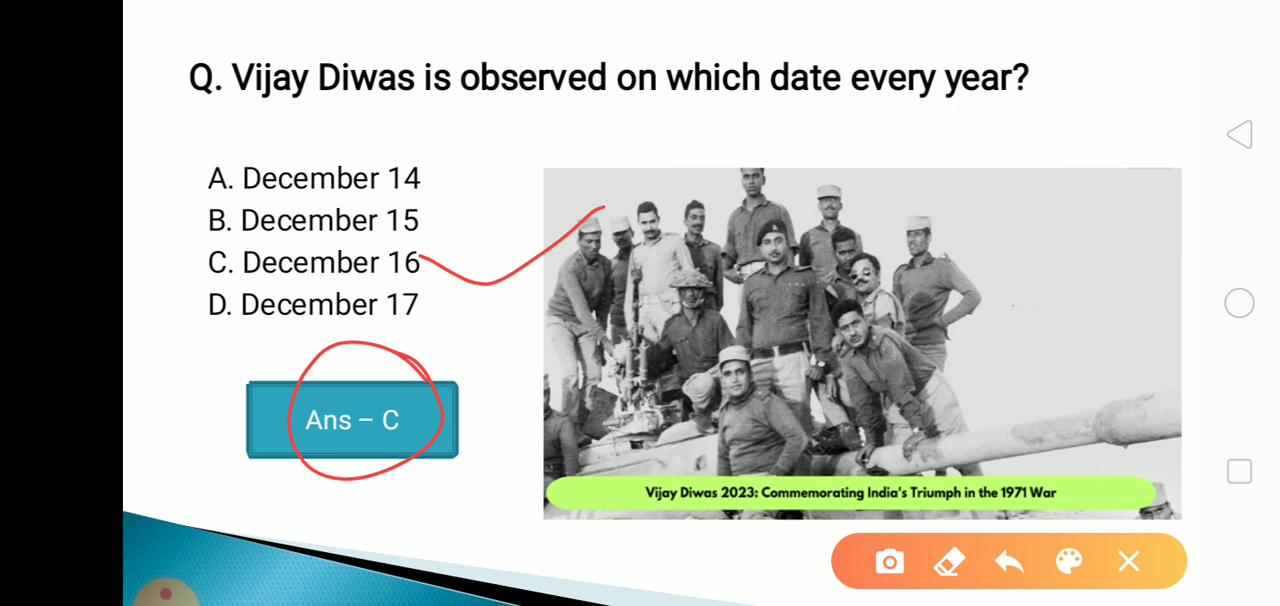 Q. Vijay Diwas is observed on which date every year?
A. December 14
B. December 15
C. December 16
D. December 17
Ans – C
Vijay Diwas 2023: Commemorating India's Triumph in the 1971 War